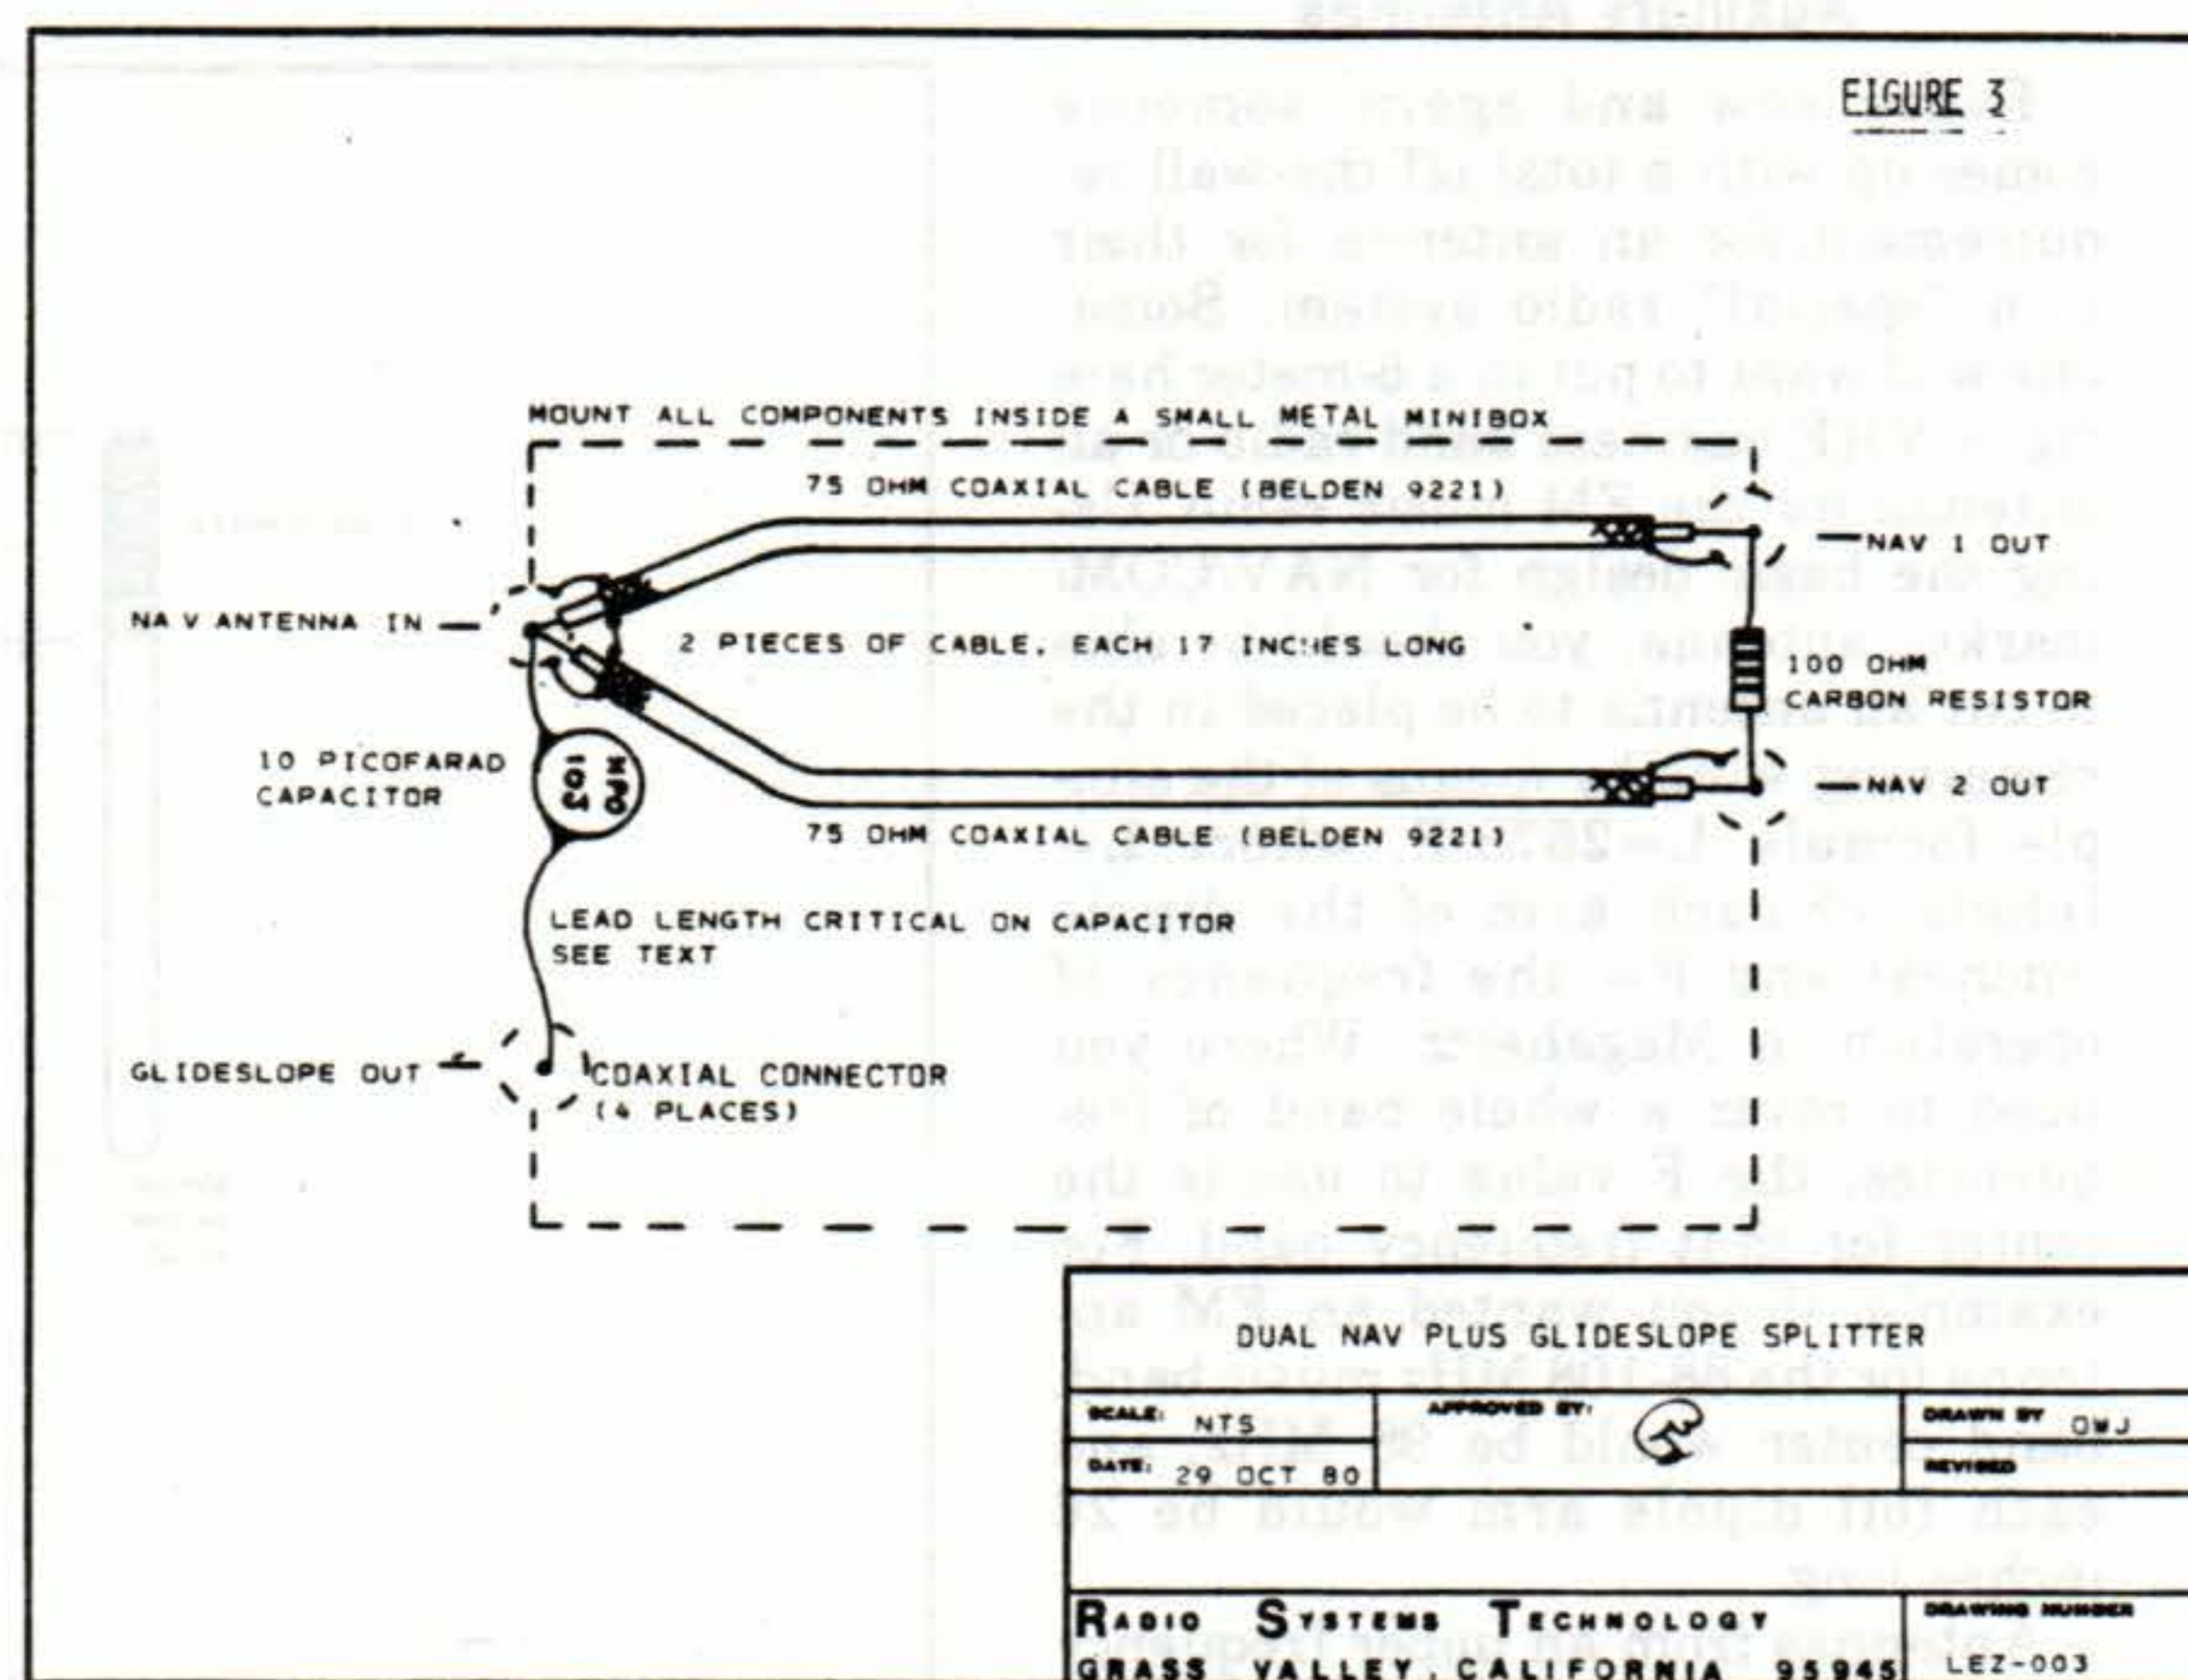 FIGURE 3
MOUNT ALL COMPONENTS INSIDE A SMALL METAL MINIBOX
75 OHM COAXIAL CABLE (BELDEN 9221)
NAV 1 OUT
NAV ANTENNA IN
2 PIECES OF CABLE, EACH 17 INCHES LONG
100 OHM
CARBON RESISTOR
10 PICOFARAD
CAPACITOR
NPO
103
NAV 2 OUT
75 OHM COAXIAL CABLE (BELDEN 9221)
LEAD LENGTH CRITICAL ON CAPACITOR
SEE TEXT
GLIDESLOPE OUT
COAXIAL CONNECTOR
(4 PLACES)
DUAL NAV PLUS GLIDESLOPE SPLITTER
SCALE: NTS
APPROVED BY:
DRAWN BY OWJ
DATE: 29 OCT 80
REVISED
RADIO SYSTEMS TECHNOLOGY
GRASS VALLEY, CALIFORNIA 95945
DRAWING NUMBER
LEZ-003